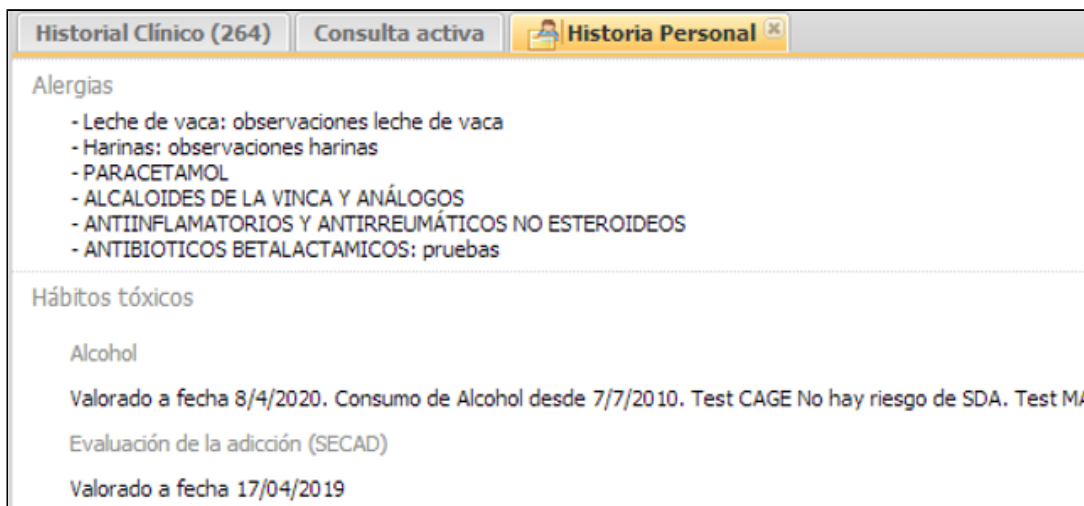 Historial Clínico (264) Consulta activa Historia Personal
Alergias
- Leche de vaca: observaciones leche de vaca
- Harinas: observaciones harinas
- PARACETAMOL
- ALCALOIDES DE LA VINCA Y ANÁLOGOS
- ANTIINFLAMATORIOS Y ANTIRREUMÁTICOS NO ESTEROIDEOS
- ANTIBIOTICOS BETALACTAMICOS: pruebas
Hábitos tóxicos
Alcohol
Valorado a fecha 8/4/2020. Consumo de Alcohol desde 7/7/2010. Test CAGE No hay riesgo de SDA. Test
Evaluación de la adicción (SECAD)
Valorado a fecha 17/04/2019